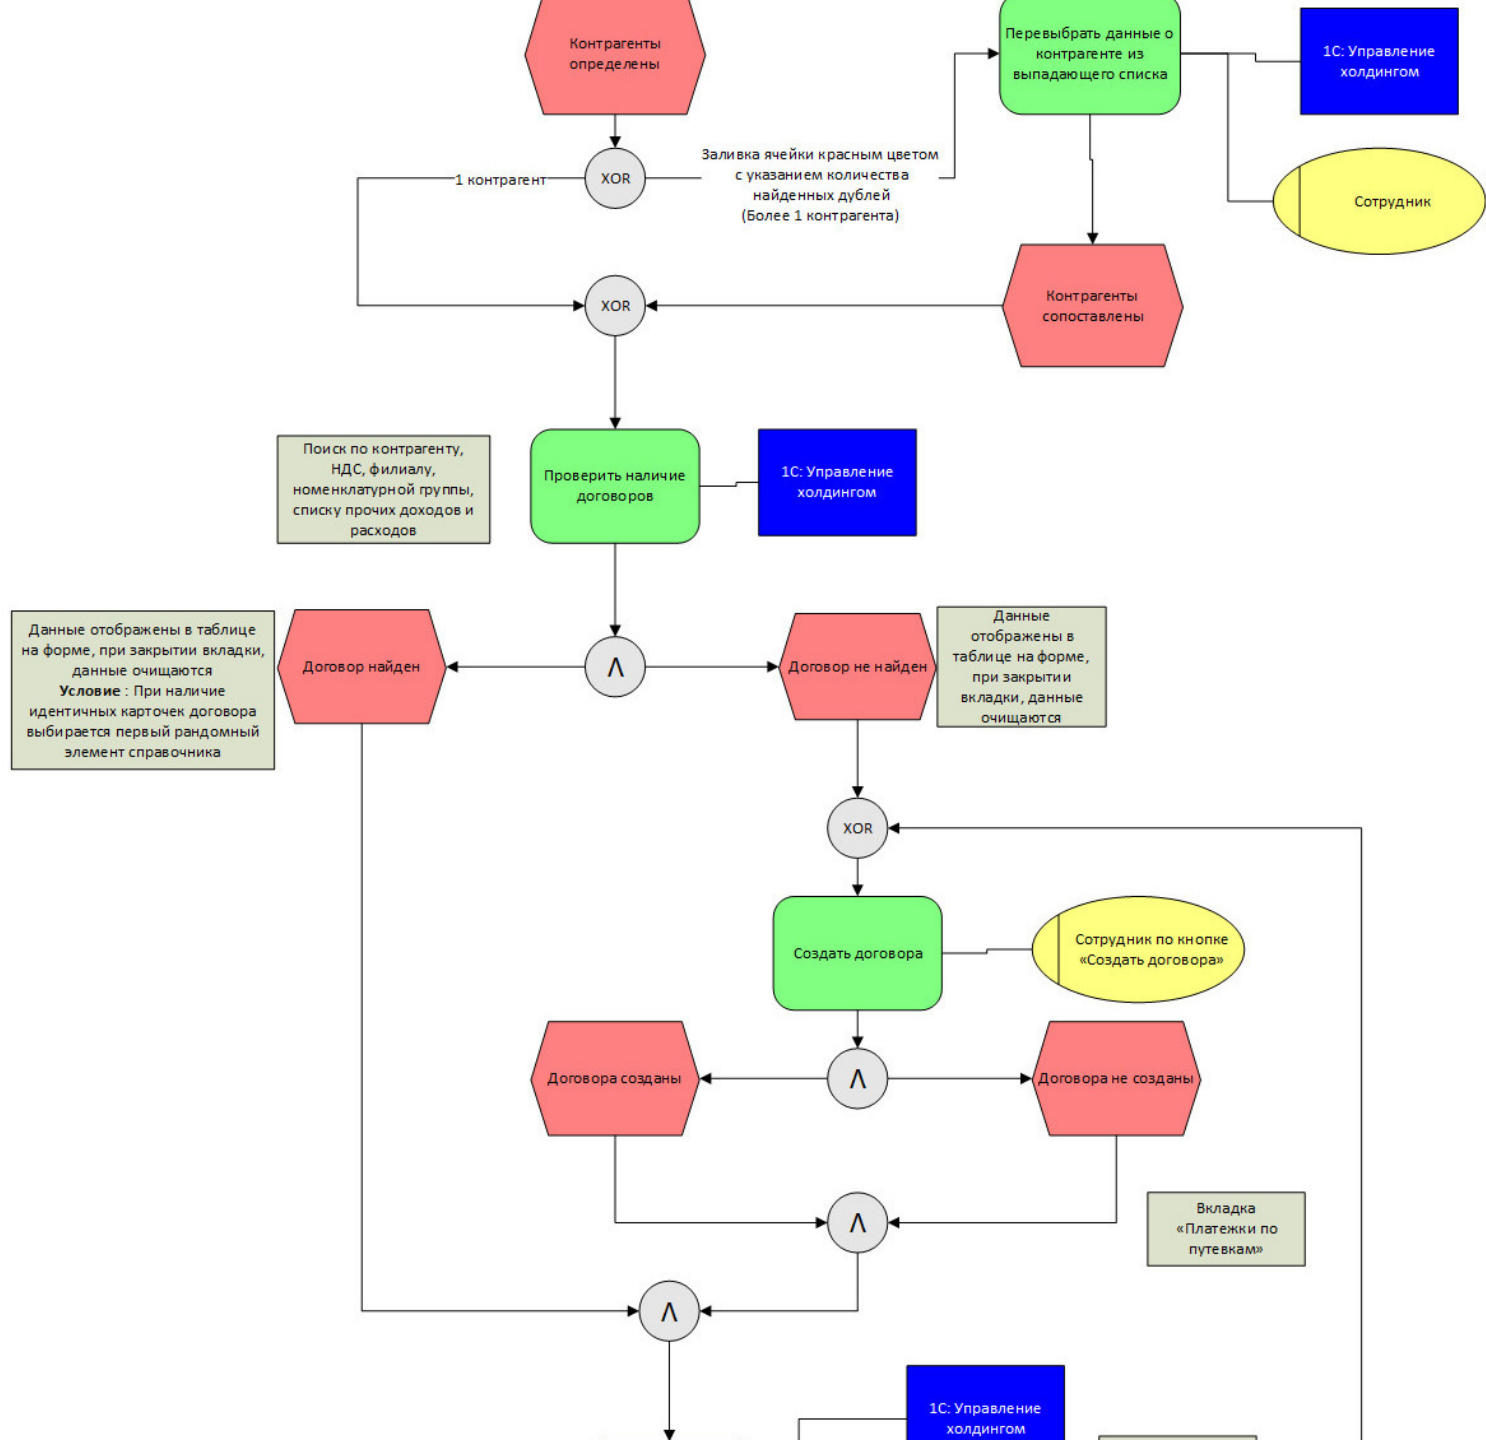 Контрагенты
определены
Перевыбрать данные о
контрагенте из
выпадающего списка
1С: Управление
холдингом
1 контрагент
XOR
Заливка ячейки красным цветом
с указанием количества
найденных дублей
(Более 1 контрагента)
Сотрудник
XOR
Контрагенты
сопоставлены
Поиск по контрагенту,
НДС, филиалу,
номенклатурной группы,
списку прочих доходов и
расходов
Проверить наличие
договоров
1С: Управление
холдингом
Данные отображены в таблице
на форме, при закрытии вкладки,
данные очищаются
Условие : При наличие
идентичных карточек договора
выбирается первый рандомный
элемент справочника
Договор найден
Λ
Договор не найден
Данные
отображены в
таблице на форме,
при закрытии
вкладки, данные
очищаются
XOR
Создать договора
Сотрудник по кнопке
«Создать договора»
Договора созданы
Λ
Договора не созданы
Λ
Вкладка
«Платежки по
путевкам»
Λ
1С: Управление
холдингом